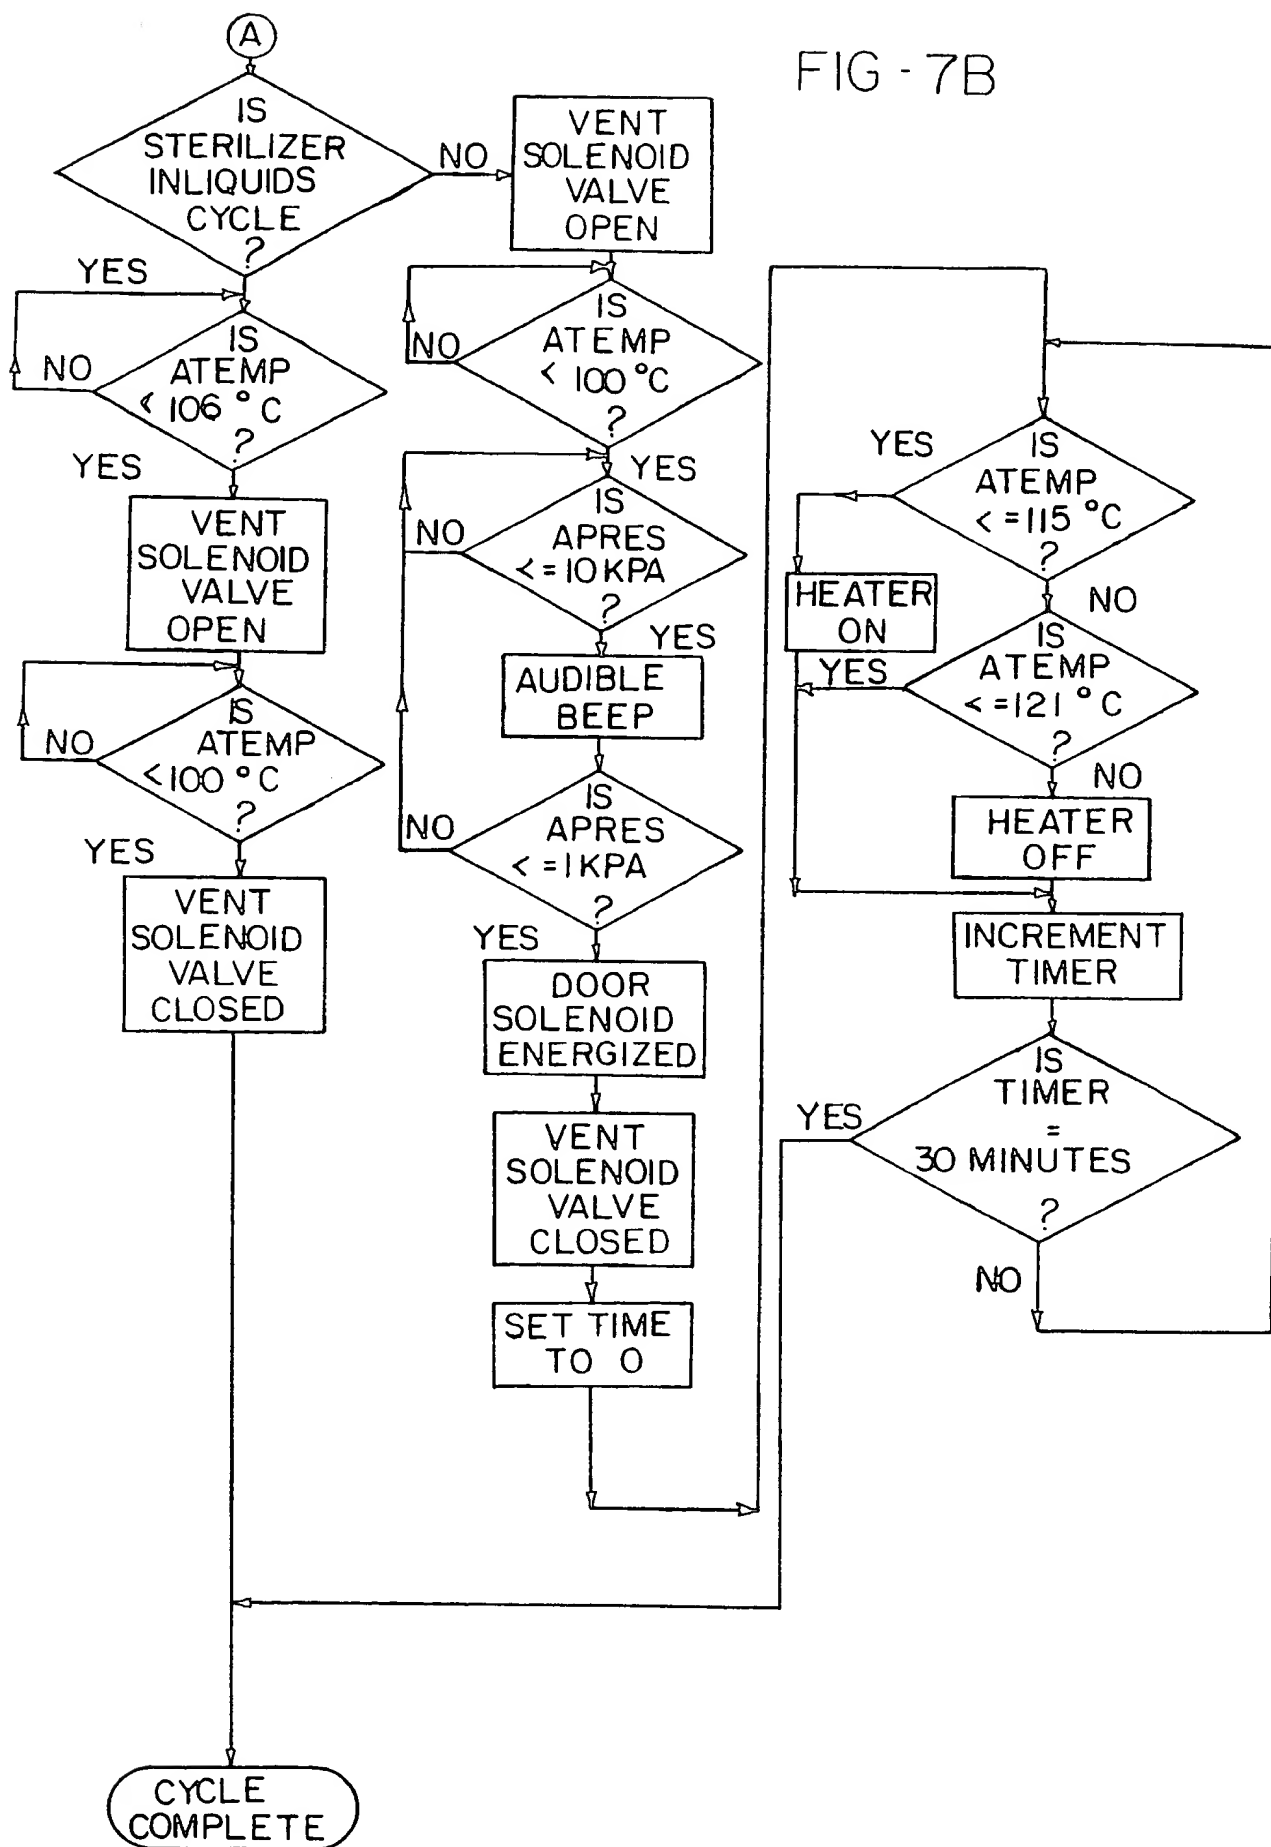 FIG - 7B
A
IS
STERILIZER
INLIQUIDS
CYCLE
?
NO
YES
IS
ATEMP
< 106 °C
?
NO
YES
VENT
SOLENOID
VALVE
OPEN
IS
ATEMP
< 100 °C
?
NO
YES
VENT
SOLENOID
VALVE
CLOSED
VENT
SOLENOID
VALVE
OPEN
IS
ATEMP
< 100 °C
?
NO
YES
IS
APRES
<=10 KPA
?
NO
YES
AUDIBLE
BEEP
IS
APRES
<=1 KPA
?
NO
YES
DOOR
SOLENOID
ENERGIZED
VENT
SOLENOID
VALVE
CLOSED
SET TIME
TO 0
IS
ATEMP
<=115 °C
?
YES
NO
HEATER
ON
IS
ATEMP
<=121 °C
?
YES
NO
HEATER
OFF
INCREMENT
TIMER
IS
TIMER
=
30 MINUTES
?
YES
NO
CYCLE
COMPLETE